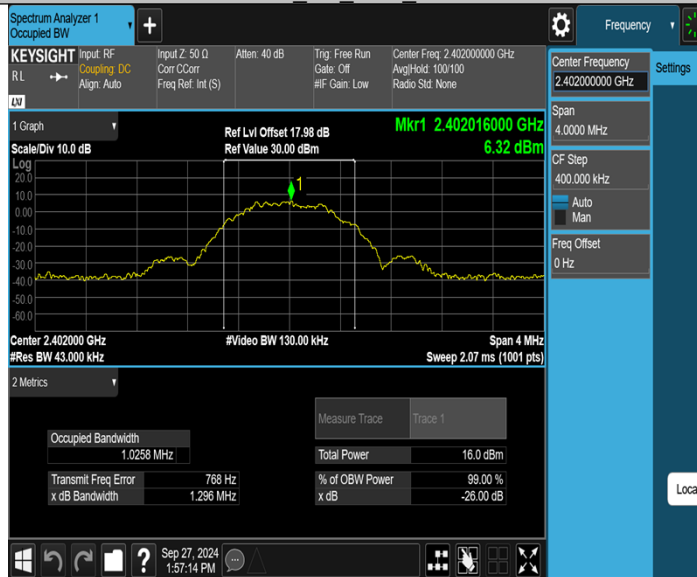 Spectrum Analyzer 1
Occupied BW
Frequency
KEYSIGHT
RL
LXI
Input: RF
Coupling: DC
Align: Auto
Input Z: 50 Ω
Corr CCorr
Freq Ref: Int (S)
Atten: 40 dB
Trig: Free Run
Gate: Off
#IF Gain: Low
Center Freq: 2.402000000 GHz
Avg|Hold: 100/100
Radio Std: None
Center Frequency
2.402000000 GHz
Settings
Span
4.0000 MHz
CF Step
400.000 kHz
Auto
Man
Freq Offset
0 Hz
Loca
1 Graph
Scale/Div 10.0 dB
Ref Lvl Offset 17.98 dB
Ref Value 30.00 dBm
Mkr1 2.402016000 GHz
6.32 dBm
Log
20.0
10.0
0.00
-10.0
-20.0
-30.0
-40.0
-50.0
-60.0
1
Center 2.402000 GHz
#Res BW 43.000 kHz
#Video BW 130.00 kHz
Span 4 MHz
Sweep 2.07 ms (1001 pts)
2 Metrics
Measure Trace Trace 1
Occupied Bandwidth
1.0258 MHz
Total Power 16.0 dBm
Transmit Freq Error 768 Hz
% of OBW Power 99.00 %
x dB Bandwidth 1.296 MHz
x dB -26.00 dB
Sep 27, 2024
1:57:14 PM